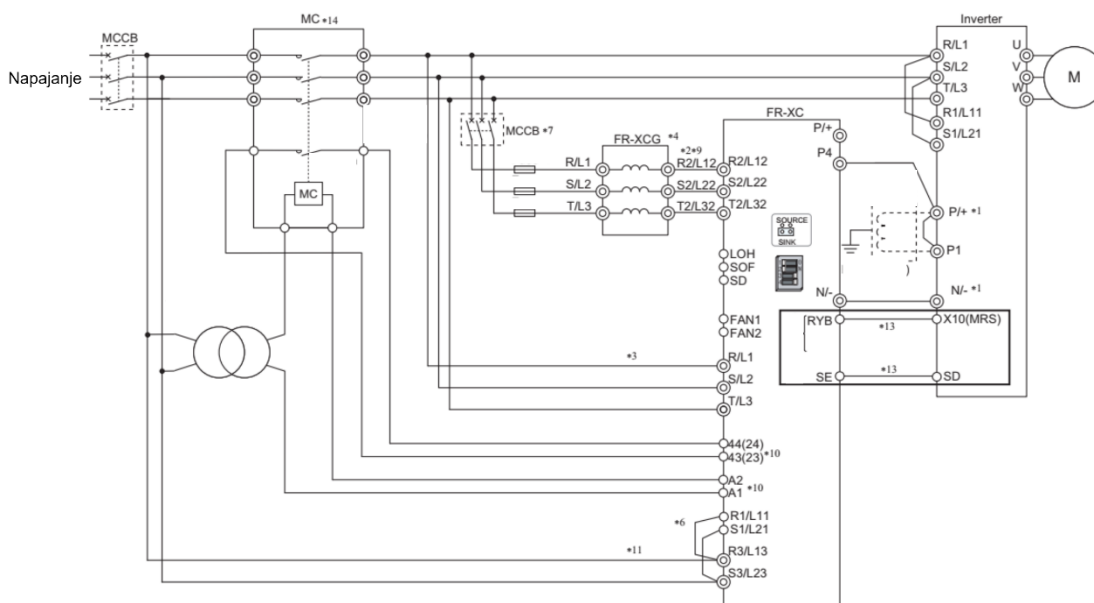 MC *14
Inverter
MCCB
R/L1
U
S/L2
V
M
Napajanje
T/L3
W
R1/L11
S1/L21
MCCB *7
FR-XCG *4
FR-XC
P/+
P4
*2*9
R/L1
R2/L12
R2/L12
S/L2
S2/L22
S2/L22
T/L3
T2/L32
T2/L32
MC
SOURCE
SINK
P/+ *1
P1
( )
LOH
SOF
SD
N/-
N/- *1
FAN1
FAN2
RYB
*13
X10(MRS)
*3
R/L1
S/L2
SE
*13
SD
T/L3
44(24)
43(23) *10
A2
A1 *10
R1/L11
*6
S1/L21
*11
R3/L13
S3/L23